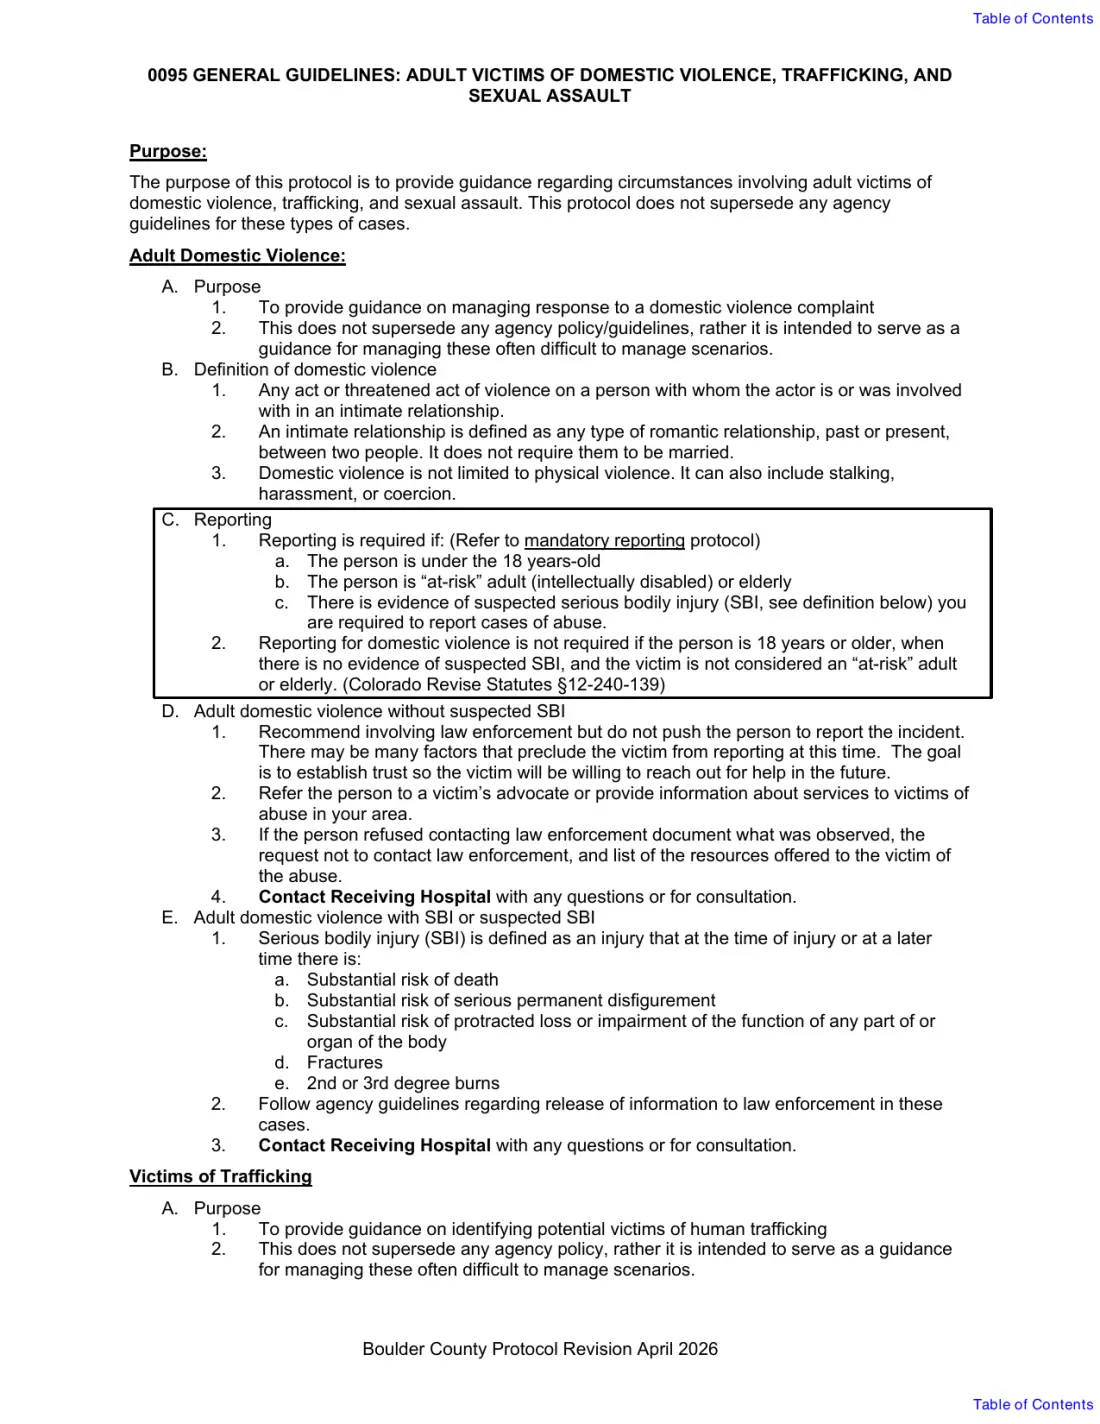 Table of Contents
0095 GENERAL GUIDELINES: ADULT VICTIMS OF DOMESTIC VIOLENCE, TRAFFICKING, AND
SEXUAL ASSAULT
Purpose:
The purpose of this protocol is to provide guidance regarding circumstances involving adult victims of
domestic violence, trafficking, and sexual assault. This protocol does not supersede any agency
guidelines for these types of cases.
Adult Domestic Violence:
A. Purpose
1. To provide guidance on managing response to a domestic violence complaint
2. This does not supersede any agency policy/guidelines, rather it is intended to serve as a
guidance for managing these often difficult to manage scenarios.
B. Definition of domestic violence
1. Any act or threatened act of violence on a person with whom the actor is or was involved
with in an intimate relationship.
2. An intimate relationship is defined as any type of romantic relationship, past or present,
between two people. It does not require them to be married.
3. Domestic violence is not limited to physical violence. It can also include stalking,
harassment, or coercion.
C. Reporting
1. Reporting is required if: (Refer to mandatory reporting protocol)
a. The person is under the 18 years-old
b. The person is “at-risk” adult (intellectually disabled) or elderly
c. There is evidence of suspected serious bodily injury (SBI, see definition below) you
are required to report cases of abuse.
2. Reporting for domestic violence is not required if the person is 18 years or older, when
there is no evidence of suspected SBI, and the victim is not considered an “at-risk” adult
or elderly. (Colorado Revise Statutes §12-240-139)
D. Adult domestic violence without suspected SBI
1. Recommend involving law enforcement but do not push the person to report the incident.
There may be many factors that preclude the victim from reporting at this time. The goal
is to establish trust so the victim will be willing to reach out for help in the future.
2. Refer the person to a victim’s advocate or provide information about services to victims of
abuse in your area.
3. If the person refused contacting law enforcement document what was observed, the
request not to contact law enforcement, and list of the resources offered to the victim of
the abuse.
4. Contact Receiving Hospital with any questions or for consultation.
E. Adult domestic violence with SBI or suspected SBI
1. Serious bodily injury (SBI) is defined as an injury that at the time of injury or at a later
time there is:
a. Substantial risk of death
b. Substantial risk of serious permanent disfigurement
c. Substantial risk of protracted loss or impairment of the function of any part of or
organ of the body
d. Fractures
e. 2nd or 3rd degree burns
2. Follow agency guidelines regarding release of information to law enforcement in these
cases.
3. Contact Receiving Hospital with any questions or for consultation.
Victims of Trafficking
A. Purpose
1. To provide guidance on identifying potential victims of human trafficking
2. This does not supersede any agency policy, rather it is intended to serve as a guidance
for managing these often difficult to manage scenarios.
Boulder County Protocol Revision April 2026
Table of Contents